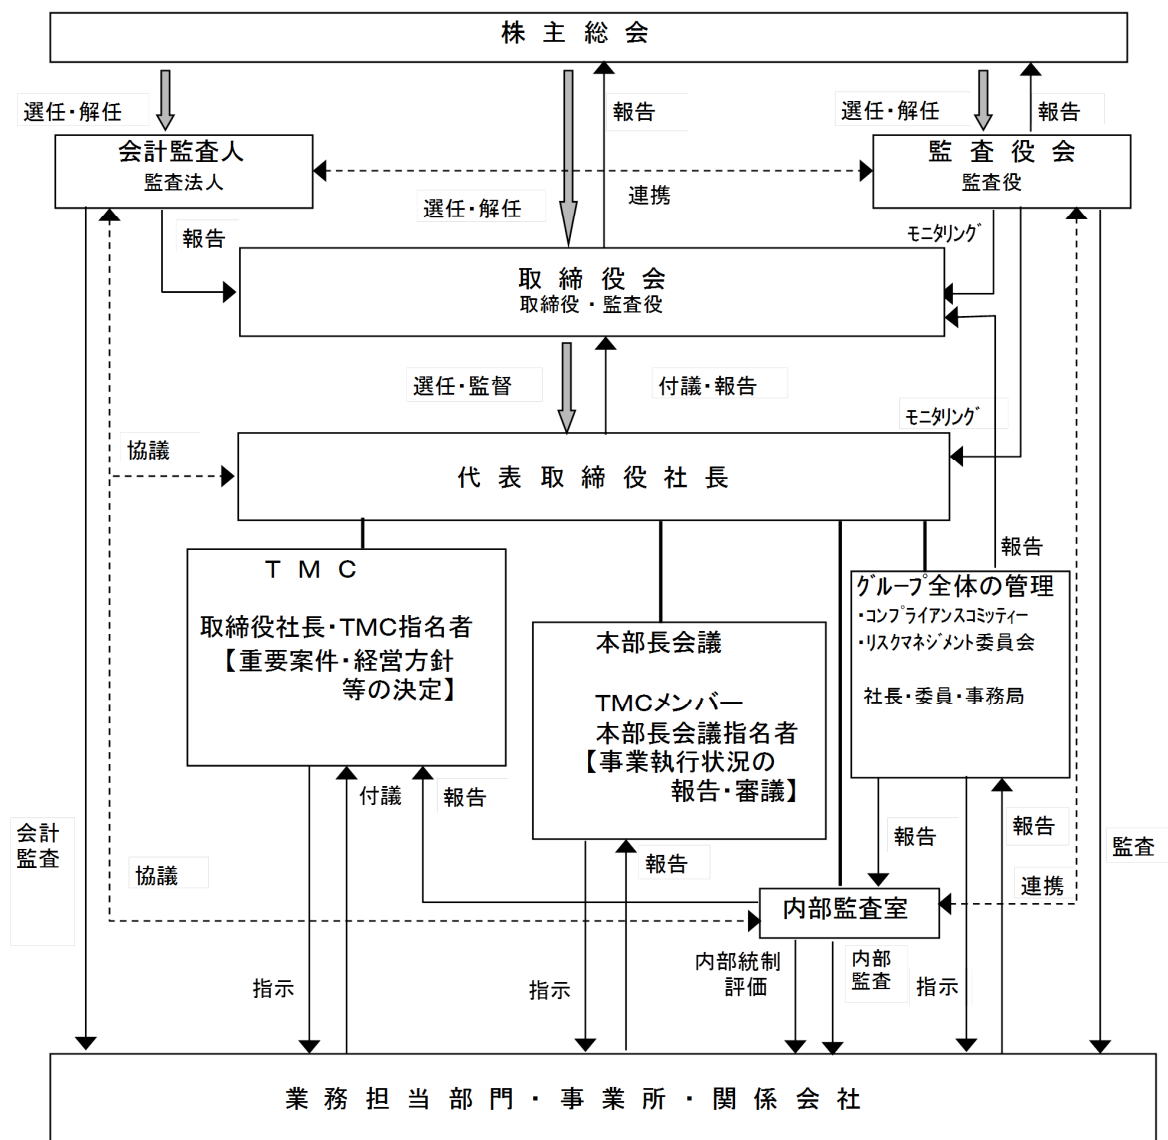 株主総会
選任・解任
報告
選任・解任
報告
会計監査人
監査法人
監査役会
監査役
連携
選任・解任
報告
モニタリング
取締役会
取締役・監査役
選任・監督
付議・報告
モニタリング
協議
代表取締役社長
報告
TMC
取締役社長・TMC指名者
【重要案件・経営方針
等の決定】
本部長会議
TMCメンバー
本部長会議指名者
【事業執行状況の
報告・審議】
グループ全体の管理
・コンプライアンスコミッティー
・リスクマネジメント委員会
社長・委員・事務局
付議
報告
会計
監査
協議
報告
報告
報告
監査
連携
内部監査室
指示
指示
内部統制
評価
内部
監査
指示
業務担当部門・事業所・関係会社